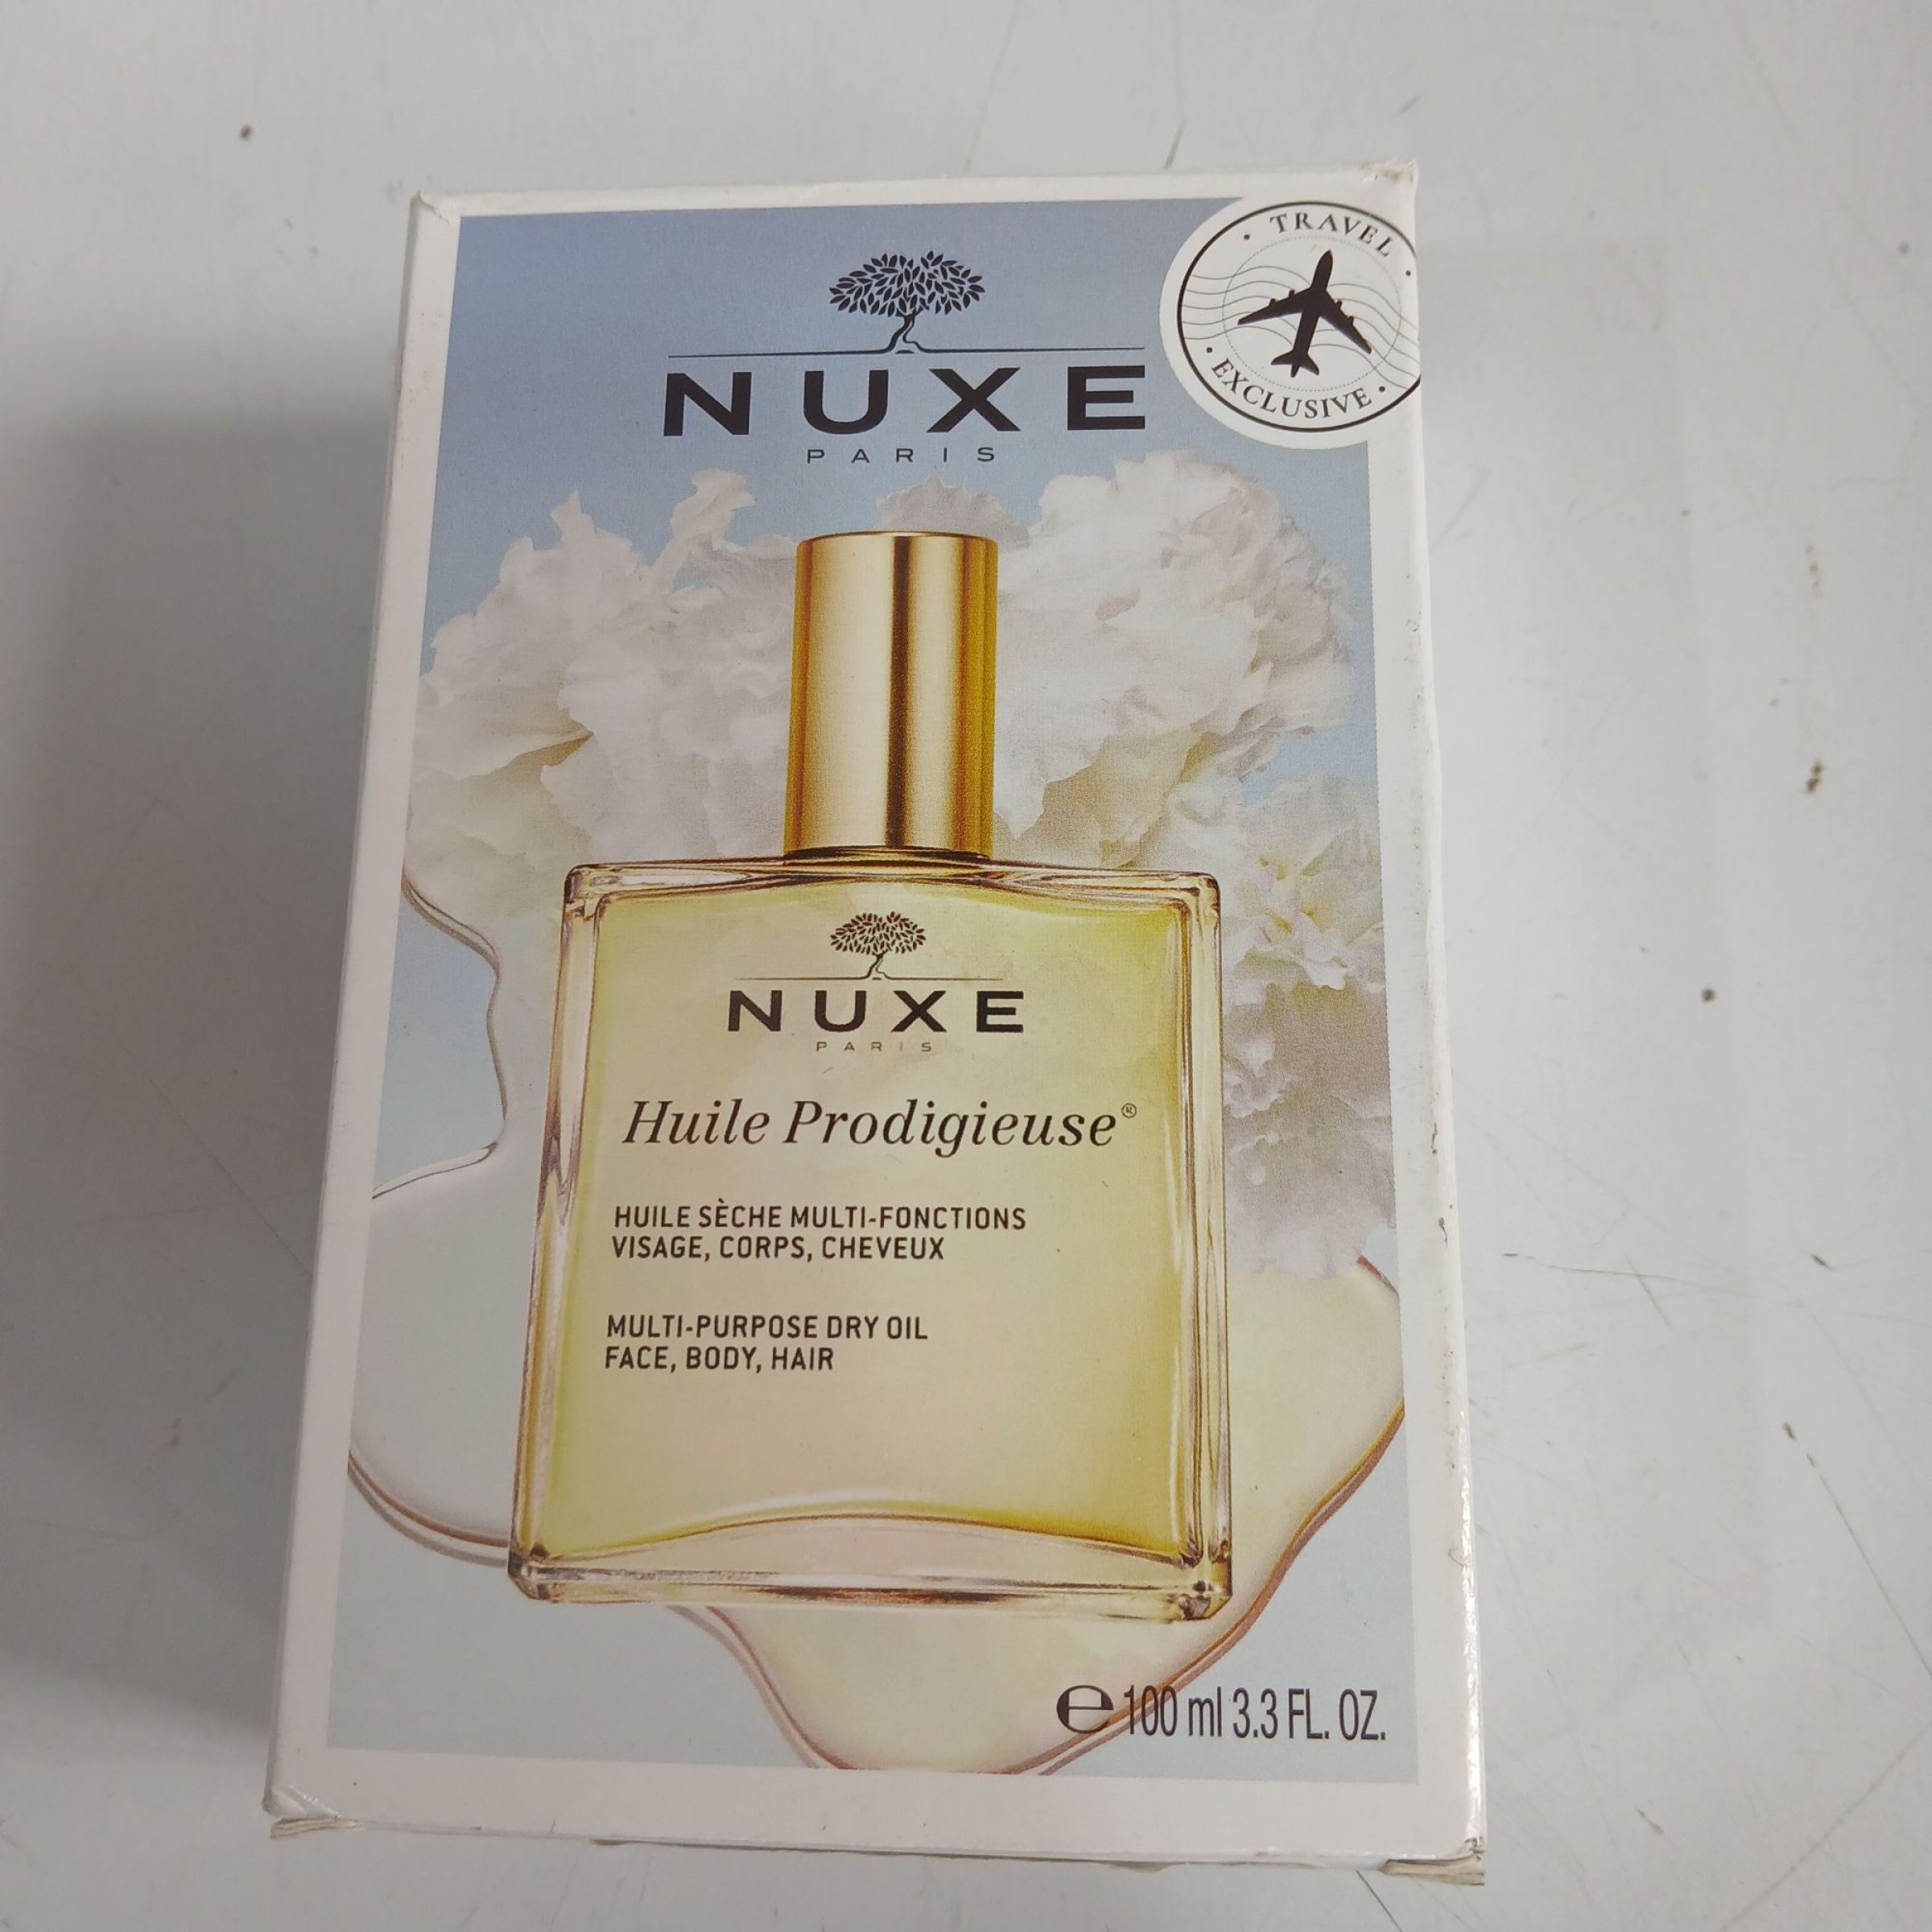 TRAVEL
EXCLUSIVE
NUXE
PARIS
NUXE
PARIS
Huile Prodigieuse®
HUILE SÈCHE MULTI-FONCTIONS
VISAGE, CORPS, CHEVEUX
MULTI-PURPOSE DRY OIL
FACE, BODY, HAIR
℮ 100 ml 3.3 FL. OZ.